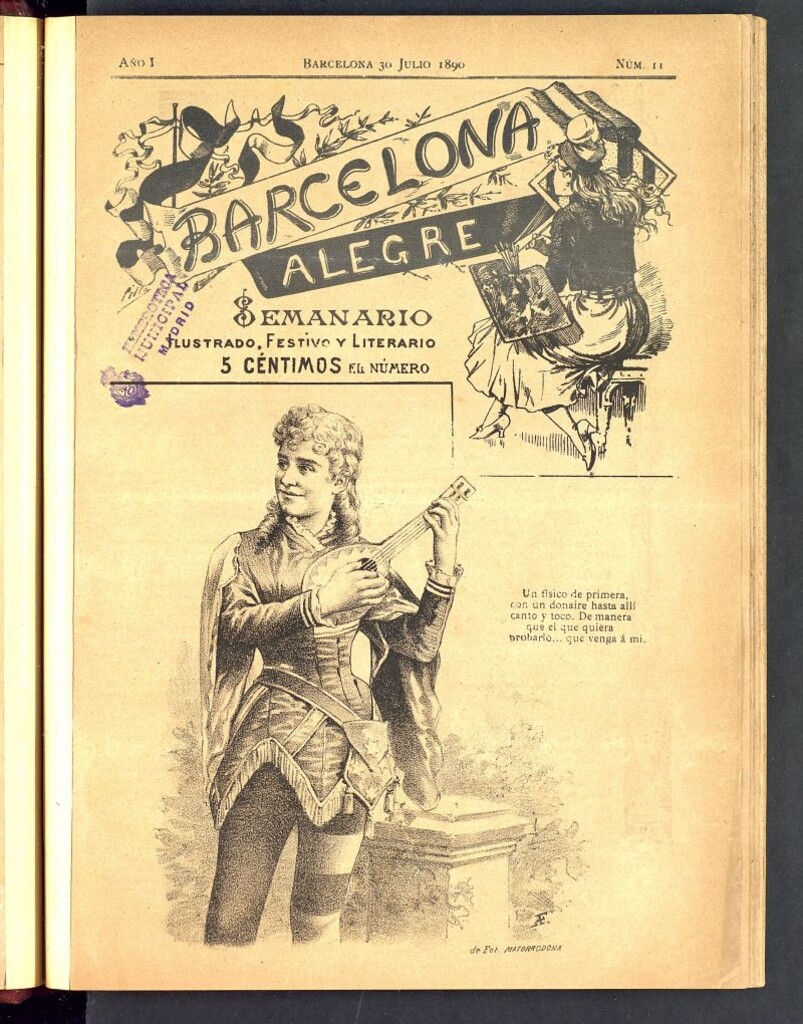 AÑO I
BARCELONA 30 JULIO 1890
NÚM. 11
BARCELONA
ALEGRE
SEMANARIO
ILUSTRADO, FESTIVO Y LITERARIO
5 CÉNTIMOS EL NÚMERO
HEMEROTECA
MUNICIPAL
MADRID
Un físico de primera,
con un donaire hasta allí
canto y toco. De manera
que el que quiera
probarlo... que venga á mi.
de Fot. MATORRODONA